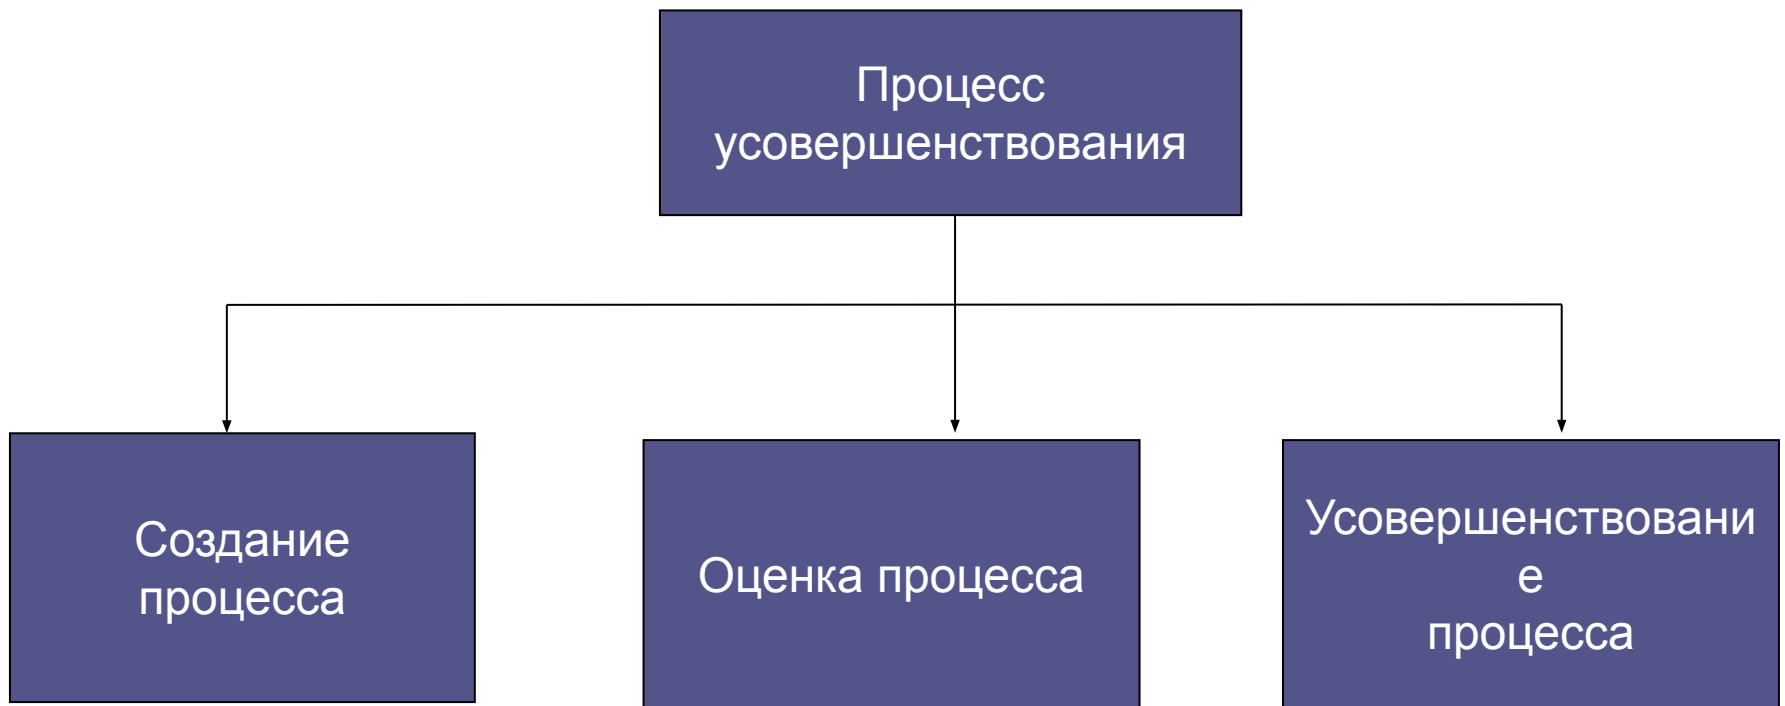 Процесс
усовершенствования
Создание
процесса
Оценка процесса
Усовершенствовани
е
процесса